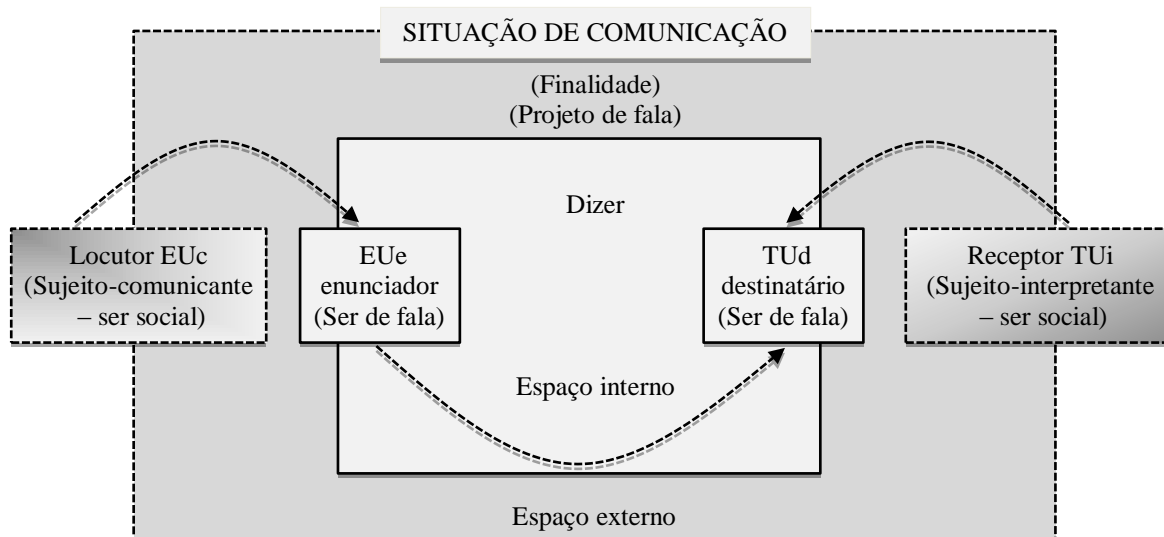 SITUAÇÃO DE COMUNICAÇÃO
(Finalidade)
(Projeto de fala)
Dizer
Locutor EUc
(Sujeito-comunicante
– ser social)
EUe
enunciador
(Ser de fala)
TUd
destinatário
(Ser de fala)
Receptor TUi
(Sujeito-interpretante
– ser social)
Espaço interno
Espaço externo